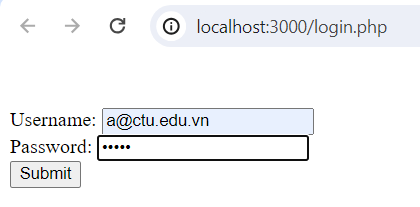 localhost:3000/login.php
Username: a@ctu.edu.vn
Password: •••••
Submit